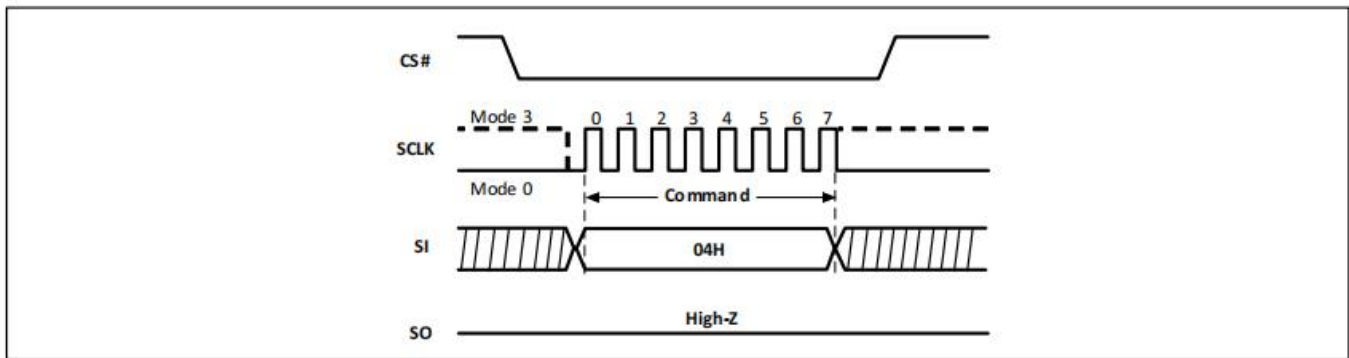 CS#
Mode 3 0 1 2 3 4 5 6 7
SCLK
Mode 0 Command
SI 04H
High-Z
SO